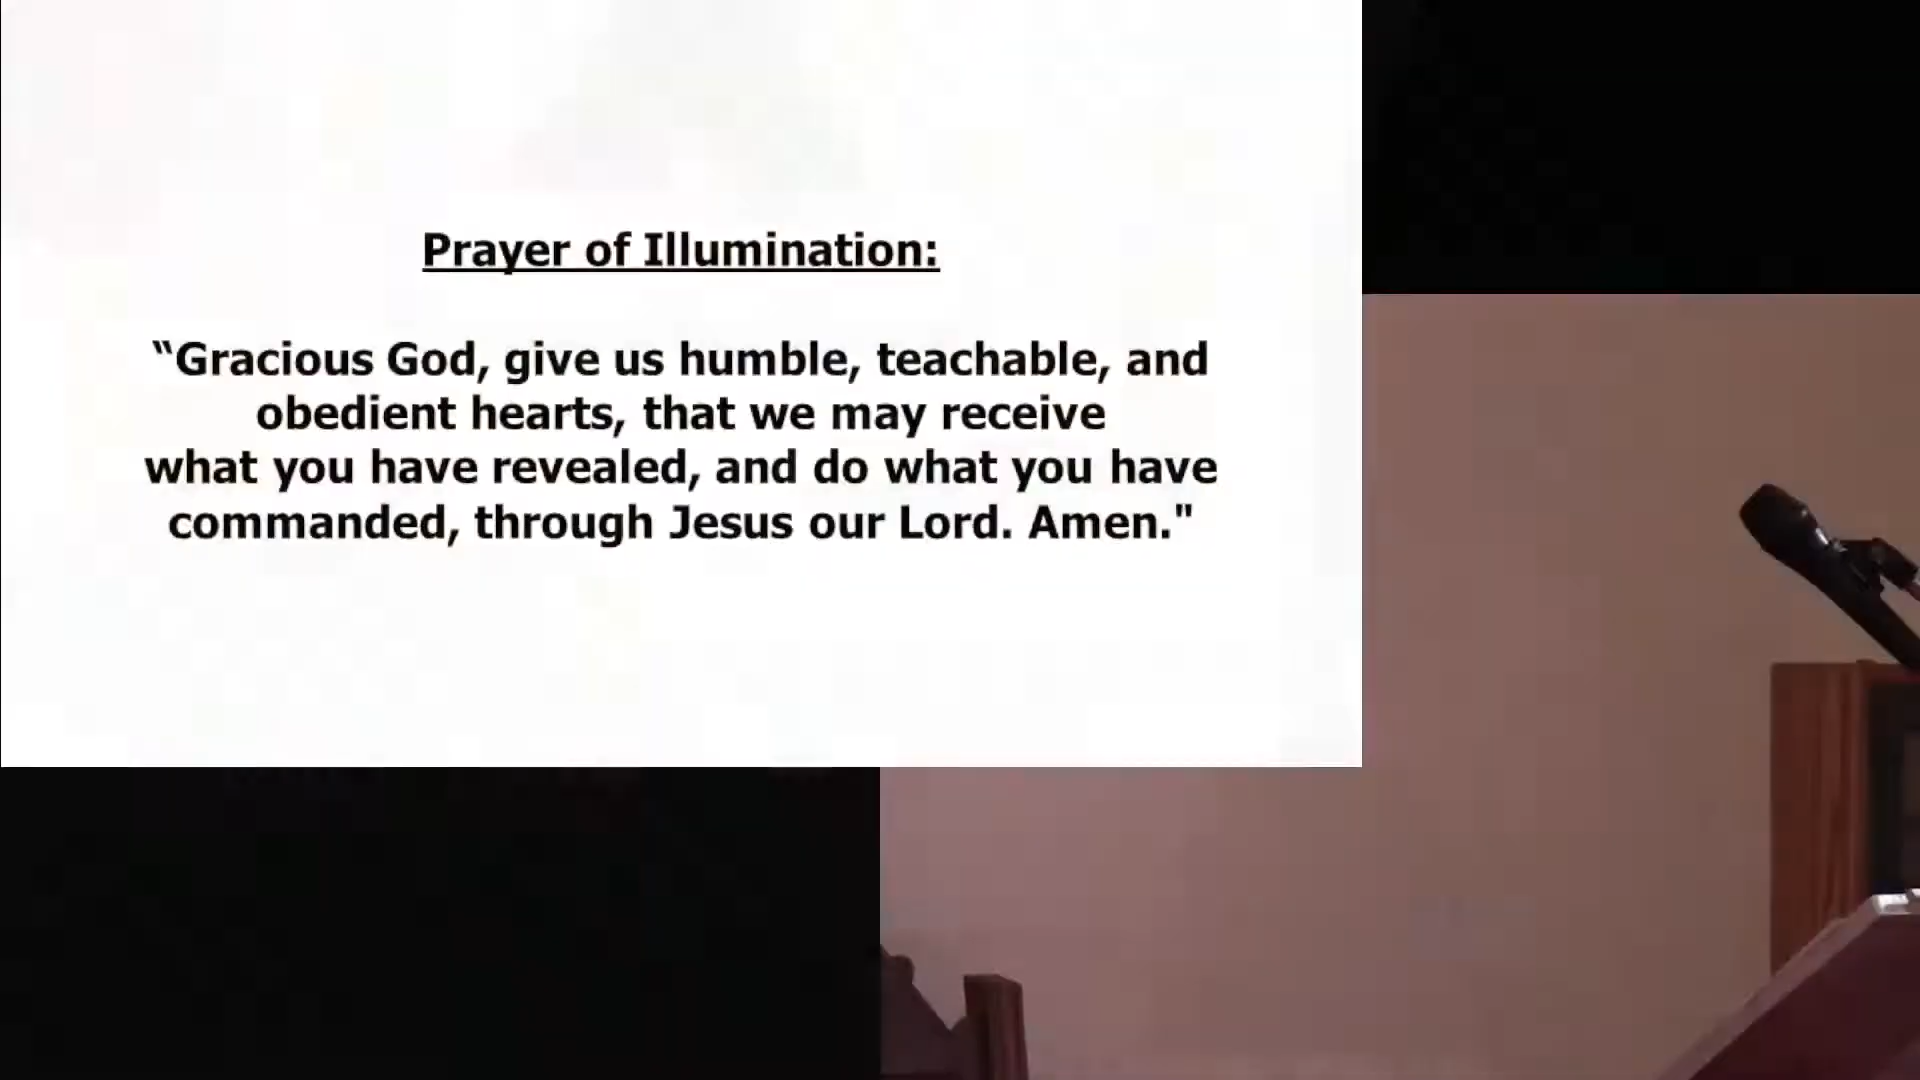 Prayer of Illumination:
“Gracious God, give us humble, teachable, and
obedient hearts, that we may receive
what you have revealed, and do what you have
commanded, through Jesus our Lord. Amen."